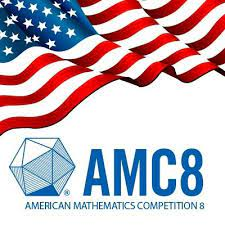 AMC8
®
AMERICAN MATHEMATICS COMPETITION 8